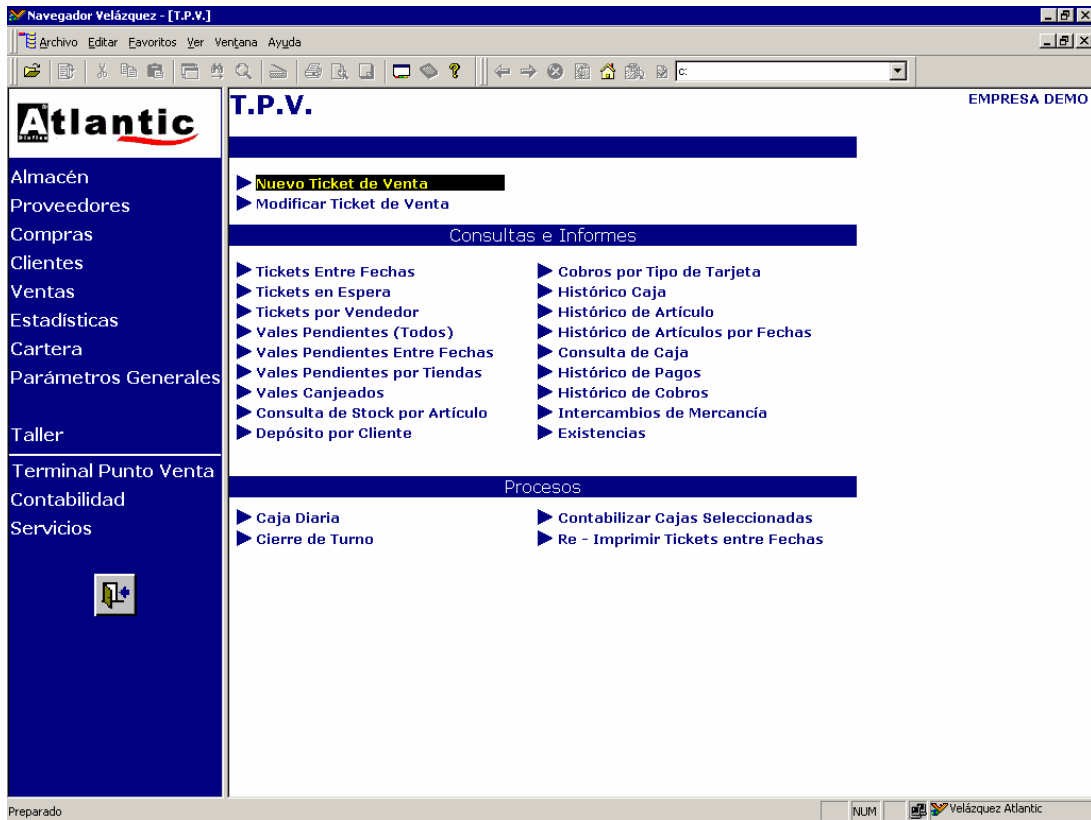 Navegador Velázquez - [T.P.V.]
Archivo Editar Favoritos Ver Ventana Ayuda
c:
Atlantic
T.P.V.
EMPRESA DEMO
Almacén
Proveedores
Compras
Clientes
Ventas
Estadísticas
Cartera
Parámetros Generales
Taller
Terminal Punto Venta
Contabilidad
Servicios
Nuevo Ticket de Venta
Modificar Ticket de Venta
Consultas e Informes
Tickets Entre Fechas
Tickets en Espera
Tickets por Vendedor
Vales Pendientes (Todos)
Vales Pendientes Entre Fechas
Vales Pendientes por Tiendas
Vales Canjeados
Consulta de Stock por Artículo
Depósito por Cliente
Cobros por Tipo de Tarjeta
Histórico Caja
Histórico de Artículo
Histórico de Artículos por Fechas
Consulta de Caja
Histórico de Pagos
Histórico de Cobros
Intercambios de Mercancía
Existencias
Procesos
Caja Diaria
Cierre de Turno
Contabilizar Cajas Seleccionadas
Re - Imprimir Tickets entre Fechas
Preparado
NUM
Velázquez Atlantic